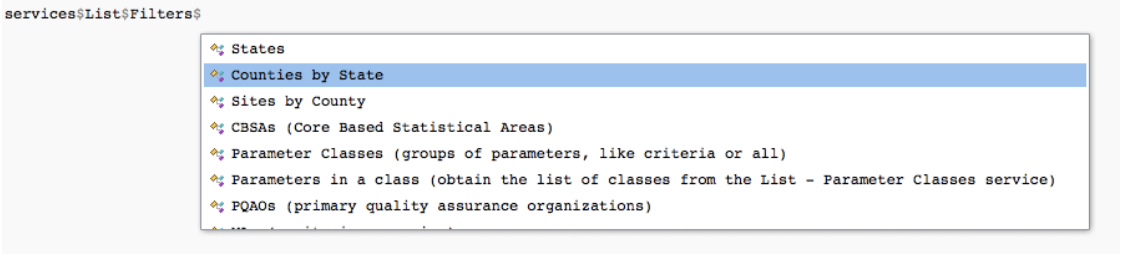 services$List$Filters$
States
Counties by State
Sites by County
CBSAs (Core Based Statistical Areas)
Parameter Classes (groups of parameters, like criteria or all)
Parameters in a class (obtain the list of classes from the List - Parameter Classes service)
PQAOs (primary quality assurance organizations)